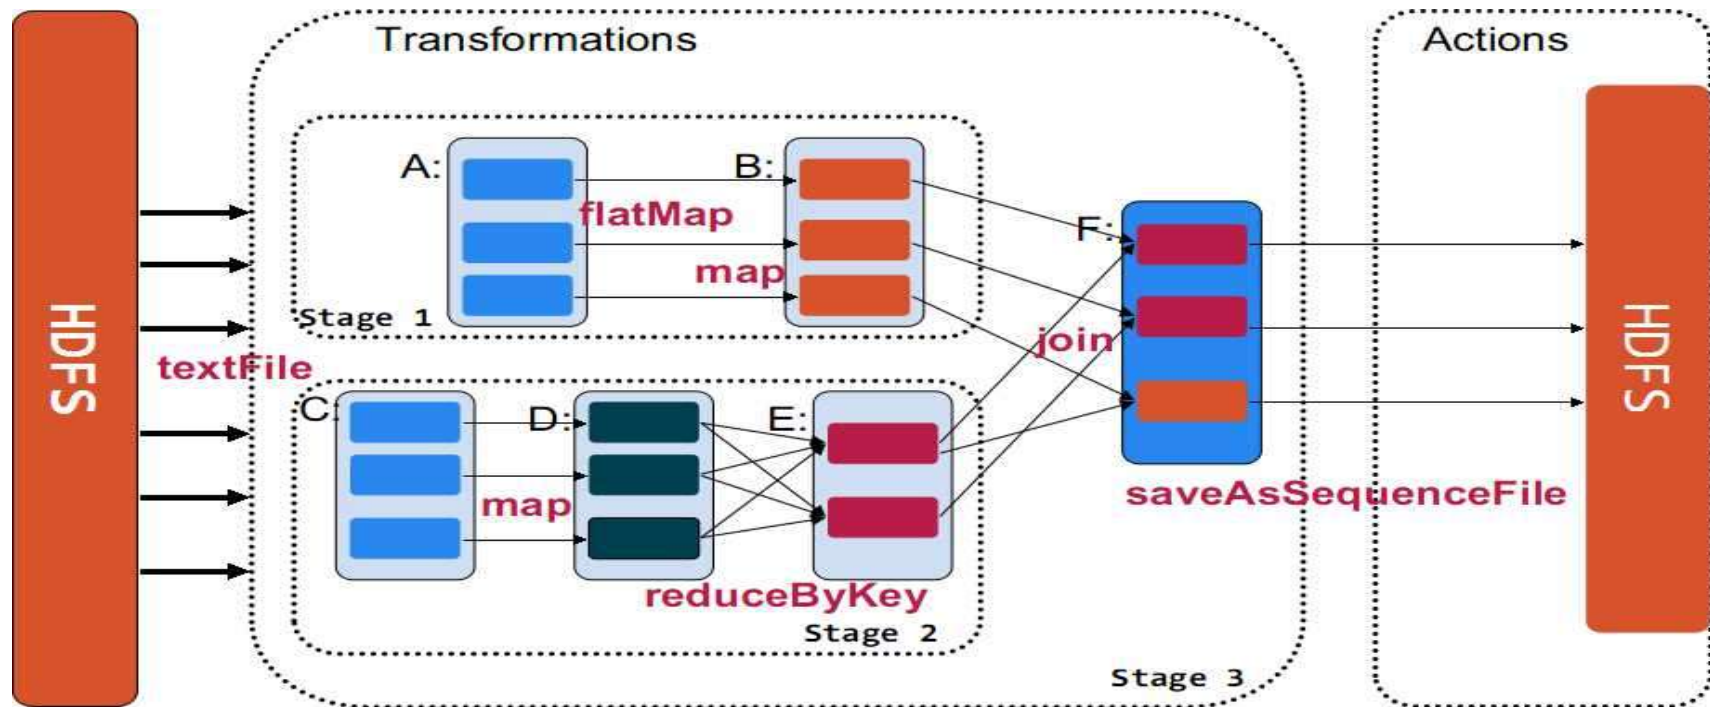 HDFS
textFile
Transformations
A:
B:
flatMap
map
Stage 1
C:
D:
E:
map
reduceByKey
Stage 2
F:
join
saveAsSequenceFile
Stage 3
Actions
HDFS